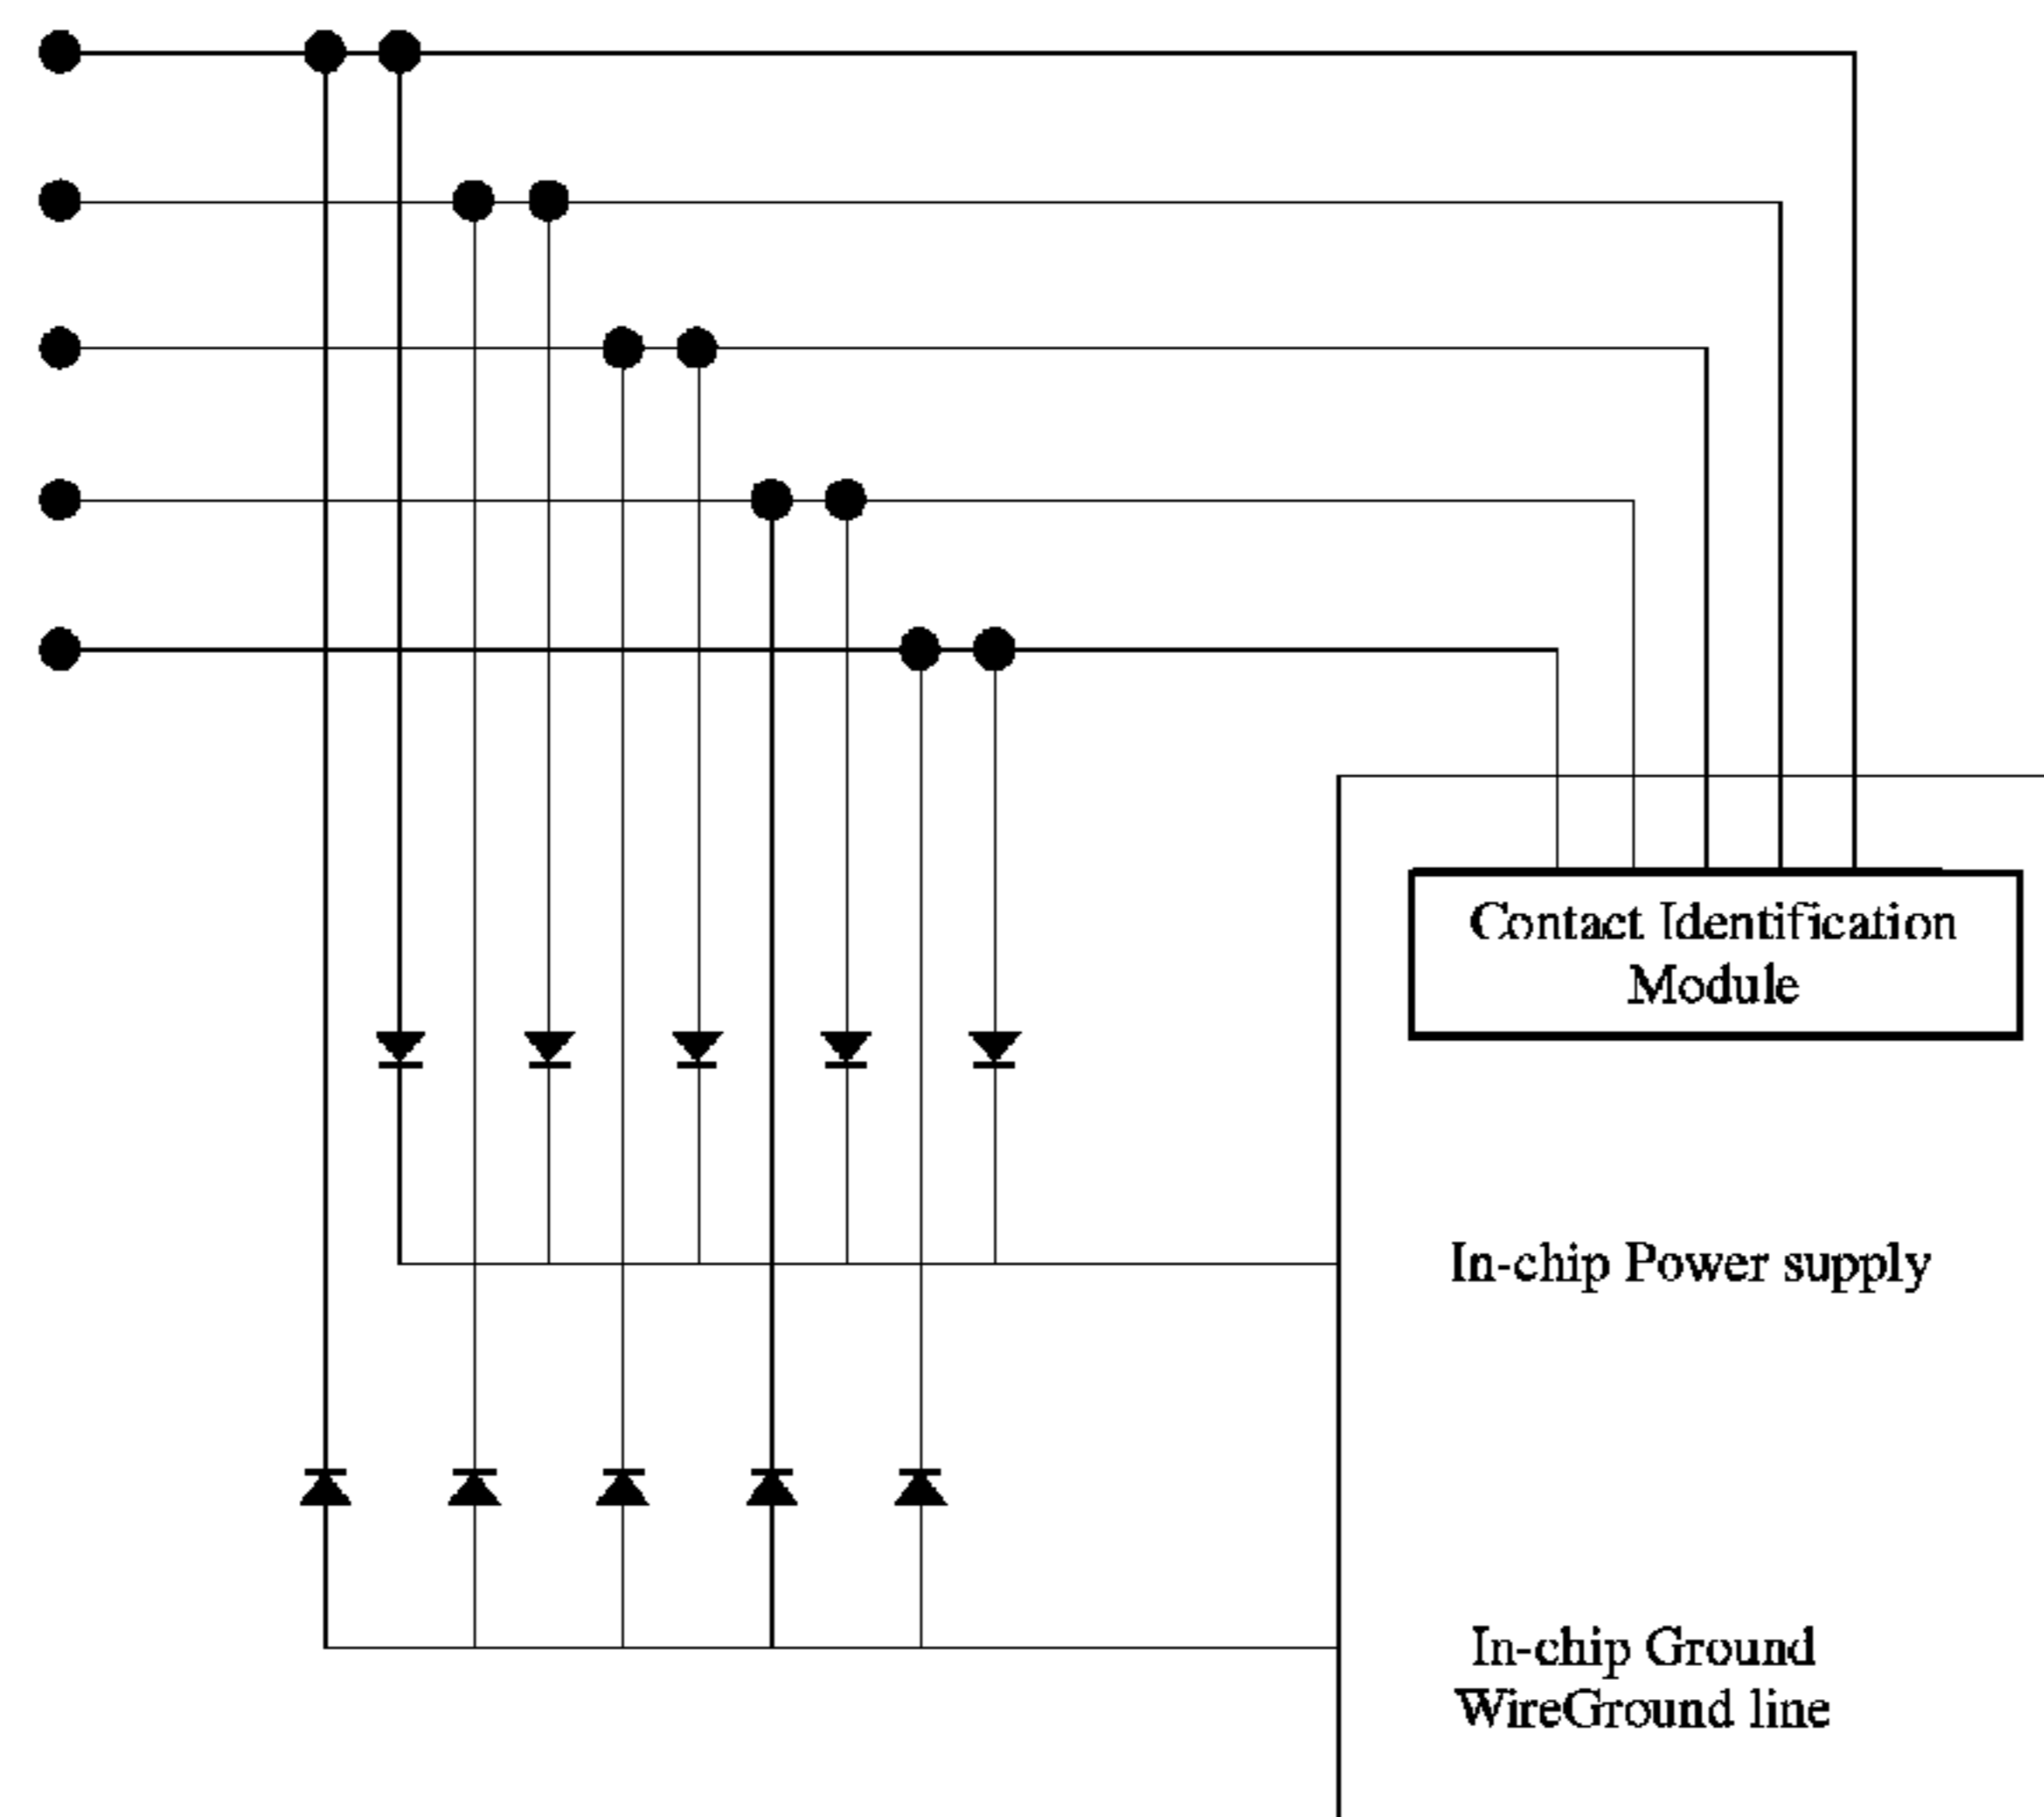 Contact Identification
Module
In-chip Power supply
In-chip Ground
WireGround line